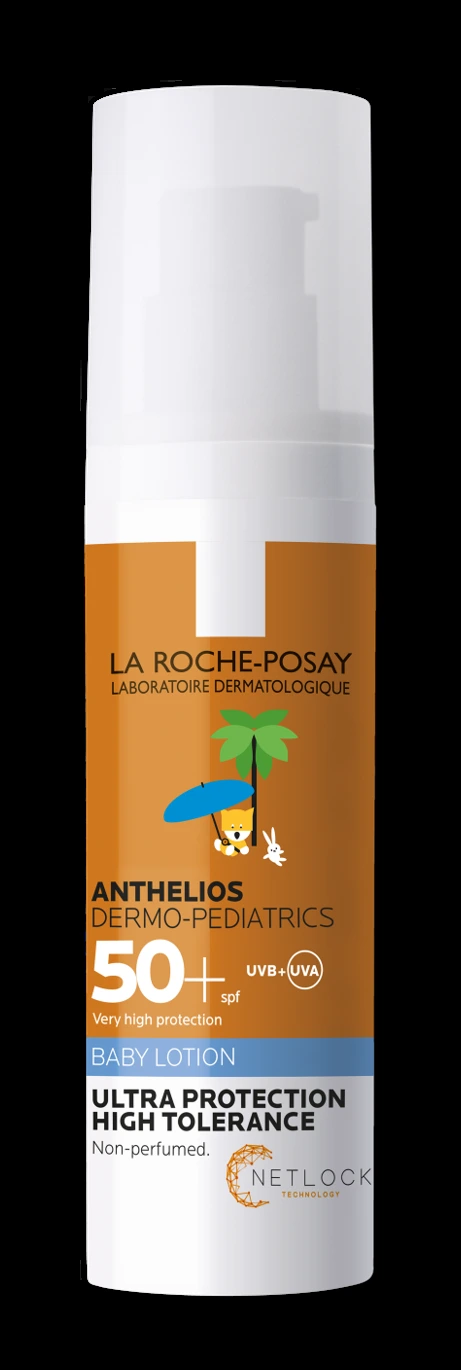 LA ROCHE-POSAY
LABORATOIRE DERMATOLOGIQUE
ANTHELIOS
DERMO-PEDIATRICS
50+ spf UVB+UVA
Very high protection
BABY LOTION
ULTRA PROTECTION
HIGH TOLERANCE
Non-perfumed.
NETLOCK
TECHNOLOGY